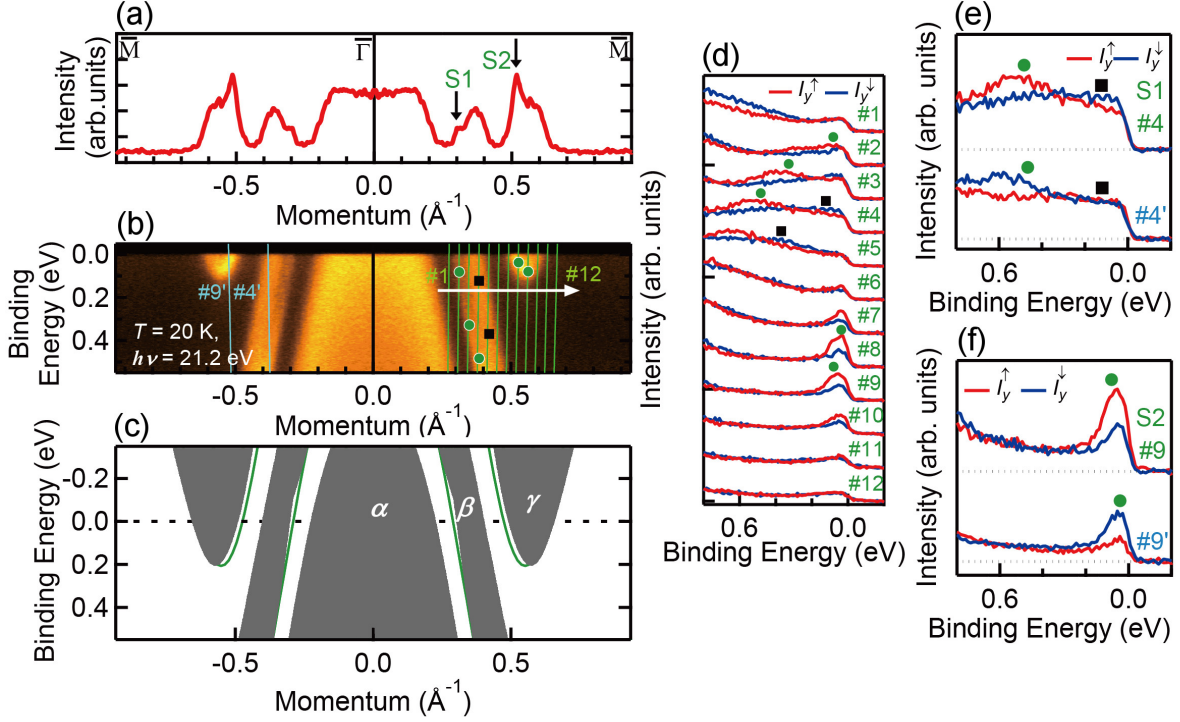 (a)
M̅ Γ̅ M̅
S1
S2
Intensity
(arb.units)
-0.5 0.0 0.5
Momentum (Å⁻¹)
(b)
0.0
0.2
0.4
Binding
Energy (eV)
#9' #4' #1 #12
T = 20 K,
hν = 21.2 eV
-0.5 0.0 0.5
Momentum (Å⁻¹)
(c)
-0.2
0.0
0.2
0.4
Binding Energy (eV)
α β γ
-0.5 0.0 0.5
Momentum (Å⁻¹)
(d)
I_y^↑ I_y^↓
#1
#2
#3
#4
#5
#6
#7
#8
#9
#10
#11
#12
Intensity (arb. units)
0.6 0.0
Binding Energy (eV)
(e)
I_y^↑ I_y^↓
S1
#4
#4'
Intensity (arb. units)
0.6 0.0
Binding Energy (eV)
(f)
I_y^↑ I_y^↓
S2
#9
#9'
Intensity (arb. units)
0.6 0.0
Binding Energy (eV)